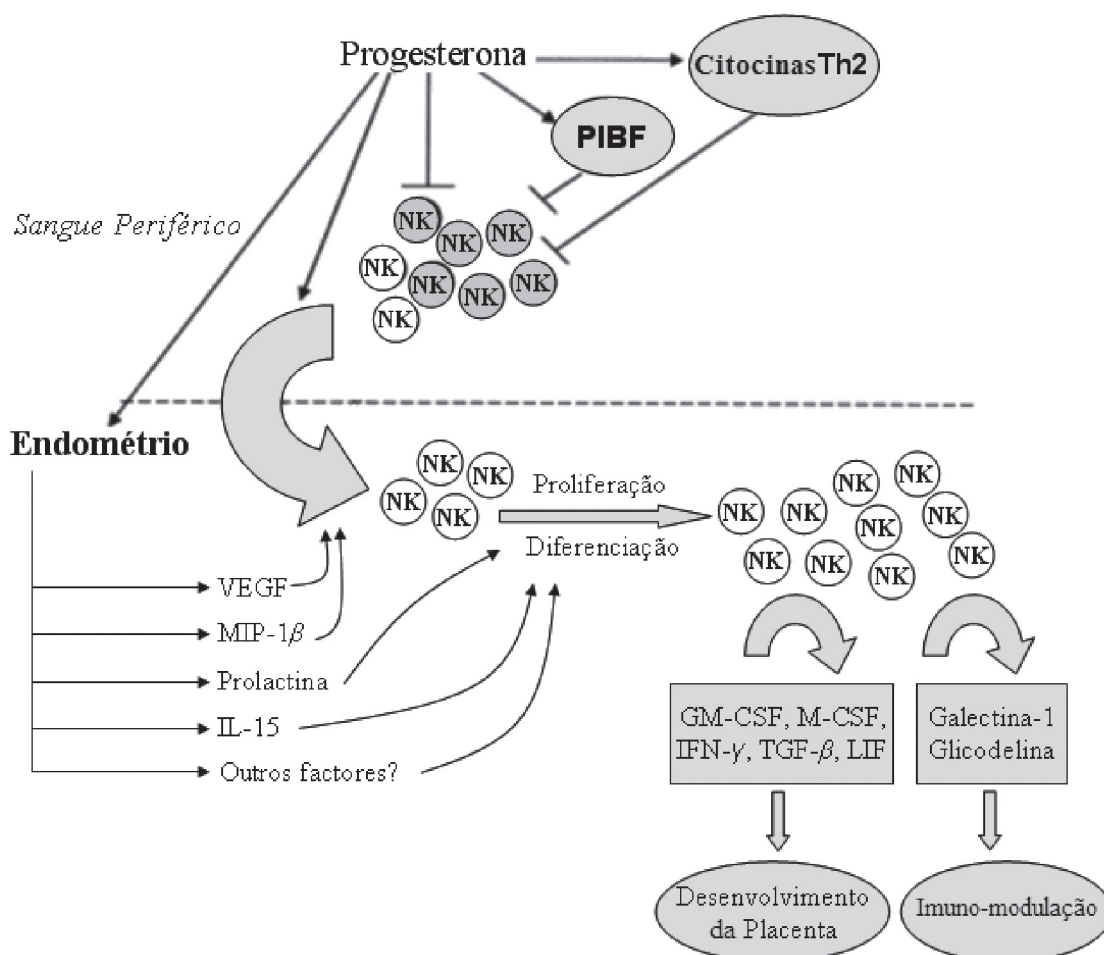 Progesterona
CitocinasTh2
PIBF
Sangue Periférico
NK
NK
NK
NK
NK
NK
NK
NK
Endométrio
NK
NK
NK
NK
Proliferação
Diferenciação
NK
NK
NK
NK
NK
NK
NK
NK
NK
NK
VEGF
MIP-1β
Prolactina
IL-15
Outros factores?
GM-CSF, M-CSF,
IFN-γ, TGF-β, LIF
Galectina-1
Glicodelina
Desenvolvimento
da Placenta
Imuno-modulação